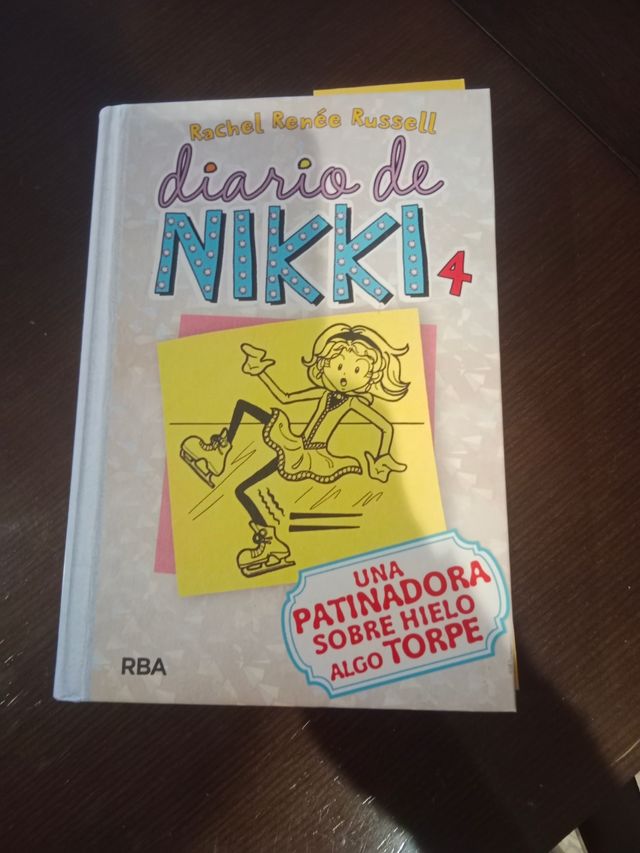 Rachel Renée Russell
diario de
NIKKI 4
UNA
PATINADORA
SOBRE HIELO
ALGO TORPE
RBA